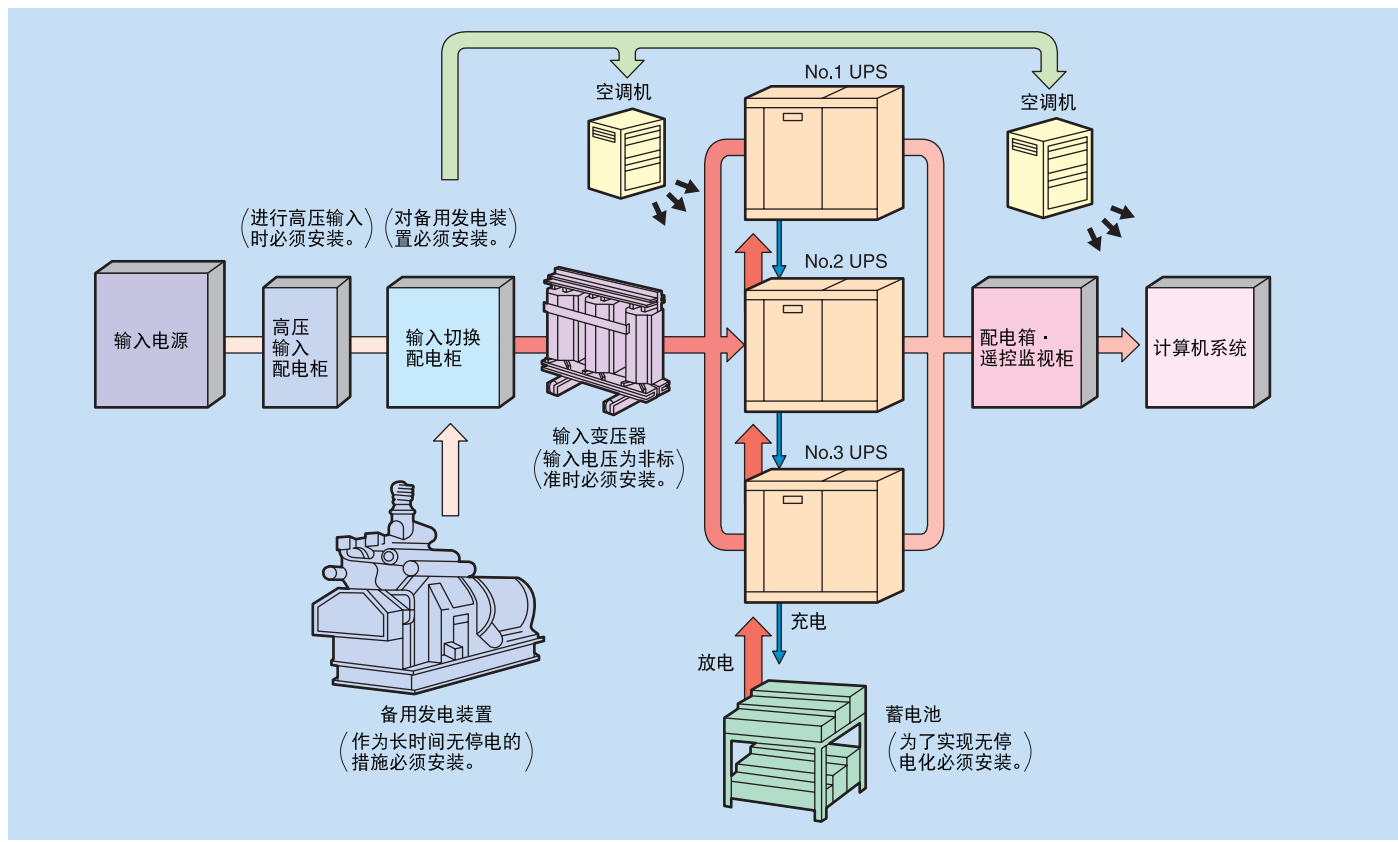 No.1 UPS
空调机
空调机
(进行高压输入
时必须安装。)
(对备用发电装
置必须安装。)
No.2 UPS
输入电源
高压
输入
配电柜
输入切换
配电柜
配电箱·
遥控监视柜
计算机系统
输入变压器
(输入电压为非标
准时必须安装。)
No.3 UPS
充电
放电
备用发电装置
(作为长时间无停电的
措施必须安装。)
蓄电池
(为了实现无停
电化必须安装。)